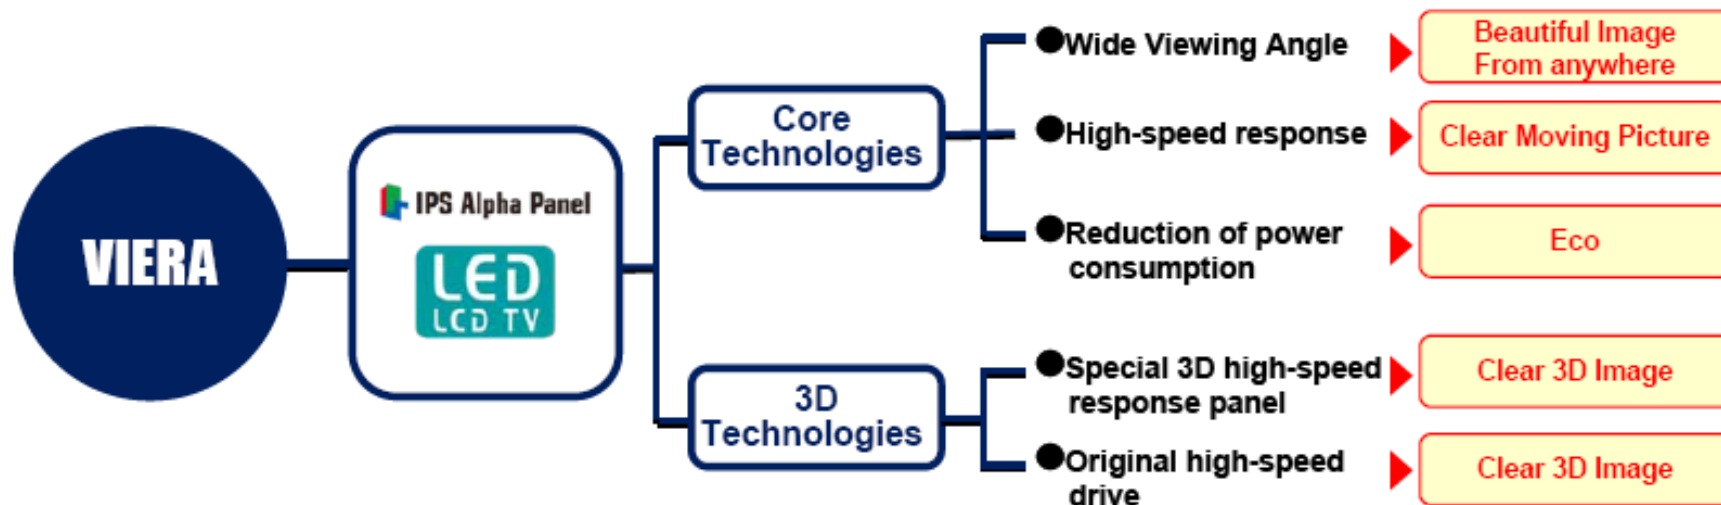 VIERA
IPS Alpha Panel
LED
LCD TV
Core
Technologies
●Wide Viewing Angle
Beautiful Image
From anywhere
●High-speed response
Clear Moving Picture
●Reduction of power
consumption
Eco
3D
Technologies
●Special 3D high-speed
response panel
Clear 3D Image
●Original high-speed
drive
Clear 3D Image